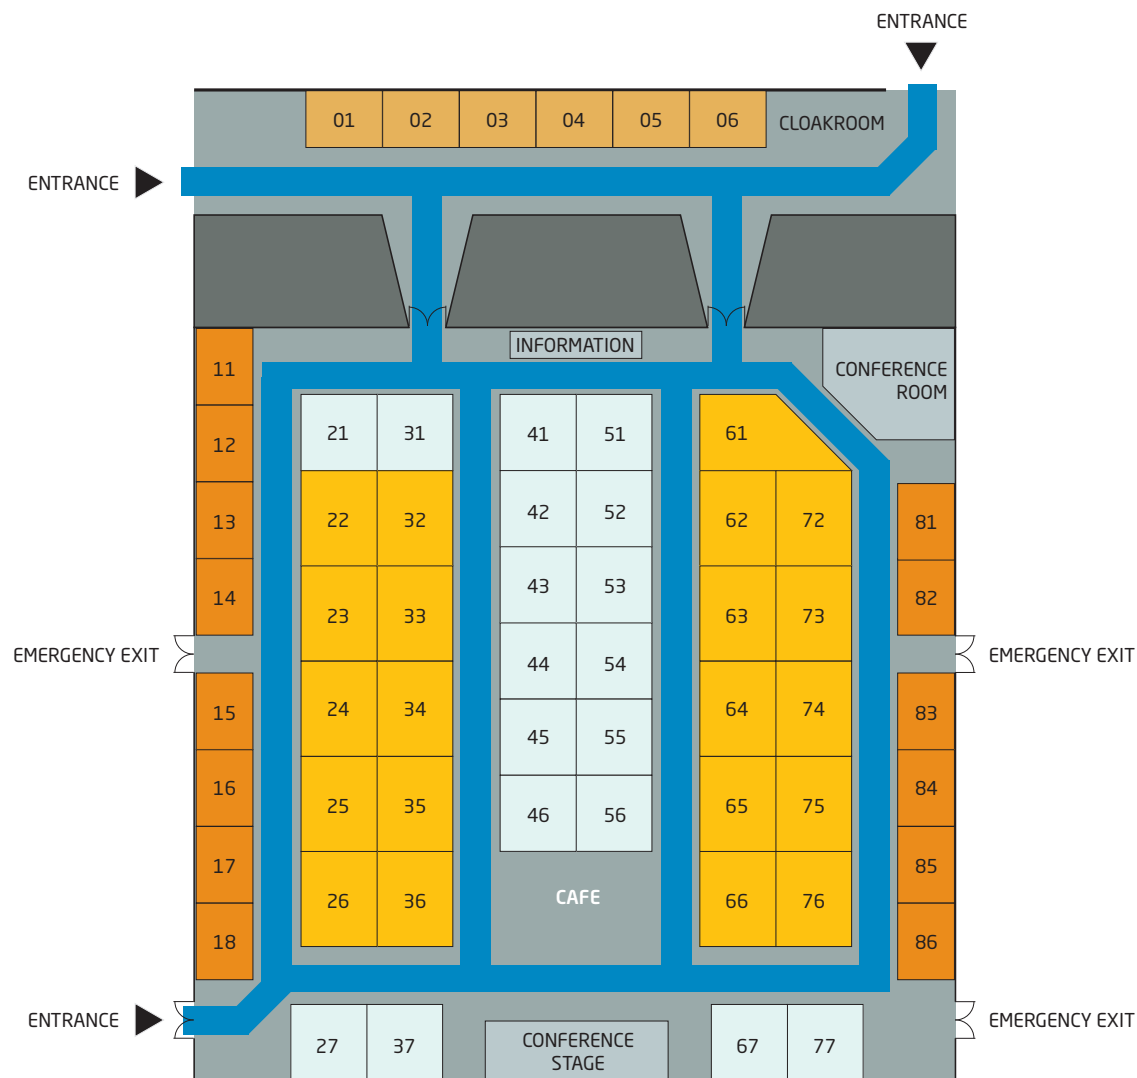 ENTRANCE
01 02 03 04 05 06 CLOAKROOM
ENTRANCE
INFORMATION
11
CONFERENCE
ROOM
21 31 41 51 61
12
22 32 42 52 62 72
13 81
14 43 53 82
23 33 63 73
EMERGENCY EXIT EMERGENCY EXIT
44 54
15 24 34 64 74 83
45 55
16 84
25 35 46 56 65 75
17 85
CAFE
26 36 66 76
18 86
ENTRANCE EMERGENCY EXIT
27 37 67 77
CONFERENCE
STAGE